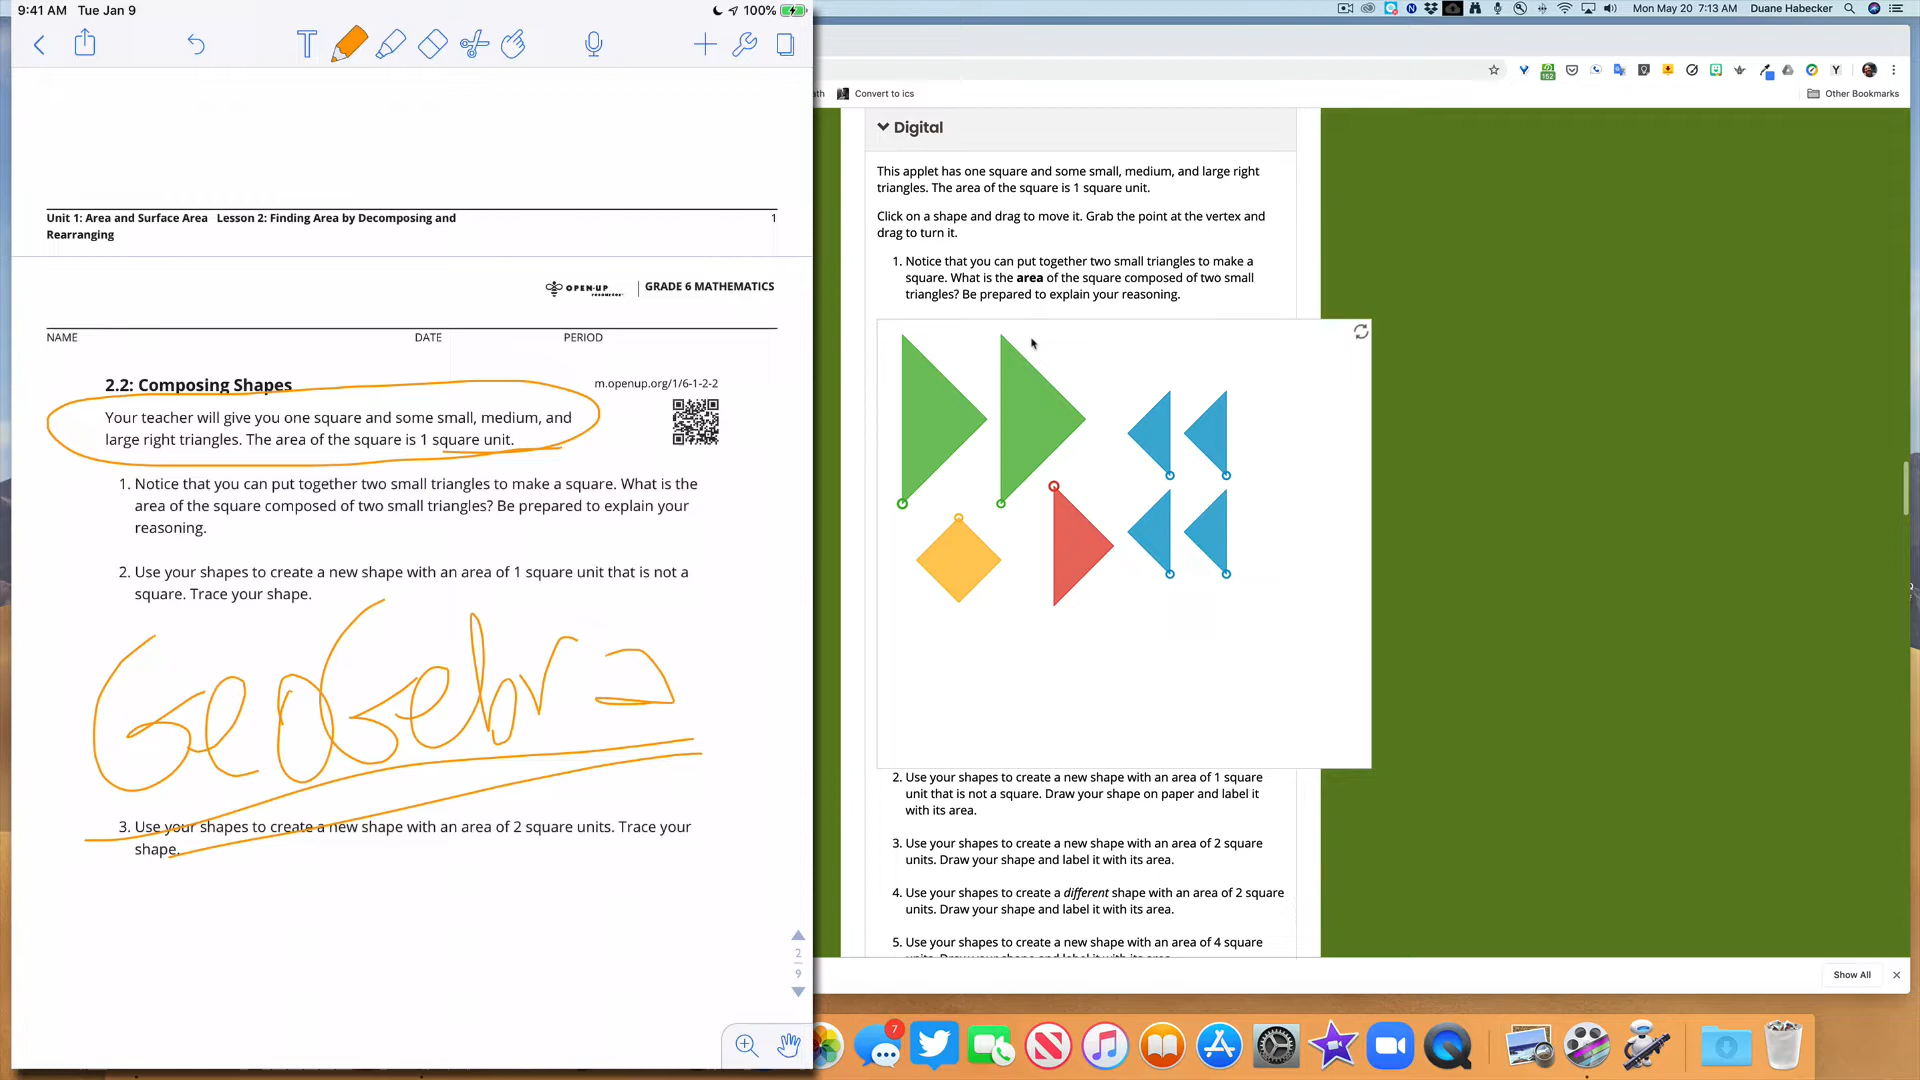 9:41 AM Tue Jan 9
100%
Unit 1: Area and Surface Area Lesson 2: Finding Area by Decomposing and
Rearranging
1
OPEN-UP
RESOURCES
GRADE 6 MATHEMATICS
NAME DATE PERIOD
2.2: Composing Shapes
m.openup.org/1/6-1-2-2
Your teacher will give you one square and some small, medium, and
large right triangles. The area of the square is 1 square unit.
1. Notice that you can put together two small triangles to make a square. What is the
area of the square composed of two small triangles? Be prepared to explain your
reasoning.
2. Use your shapes to create a new shape with an area of 1 square unit that is not a
square. Trace your shape.
GeoGebra
3. Use your shapes to create a new shape with an area of 2 square units. Trace your
shape.
2
9
Mon May 20 7:13 AM Duane Habecker
152
ath Convert to ics
Other Bookmarks
Digital
This applet has one square and some small, medium, and large right
triangles. The area of the square is 1 square unit.
Click on a shape and drag to move it. Grab the point at the vertex and
drag to turn it.
1. Notice that you can put together two small triangles to make a
square. What is the area of the square composed of two small
triangles? Be prepared to explain your reasoning.
2. Use your shapes to create a new shape with an area of 1 square
unit that is not a square. Draw your shape on paper and label it
with its area.
3. Use your shapes to create a new shape with an area of 2 square
units. Draw your shape and label it with its area.
4. Use your shapes to create a different shape with an area of 2 square
units. Draw your shape and label it with its area.
5. Use your shapes to create a new shape with an area of 4 square
Show All
7